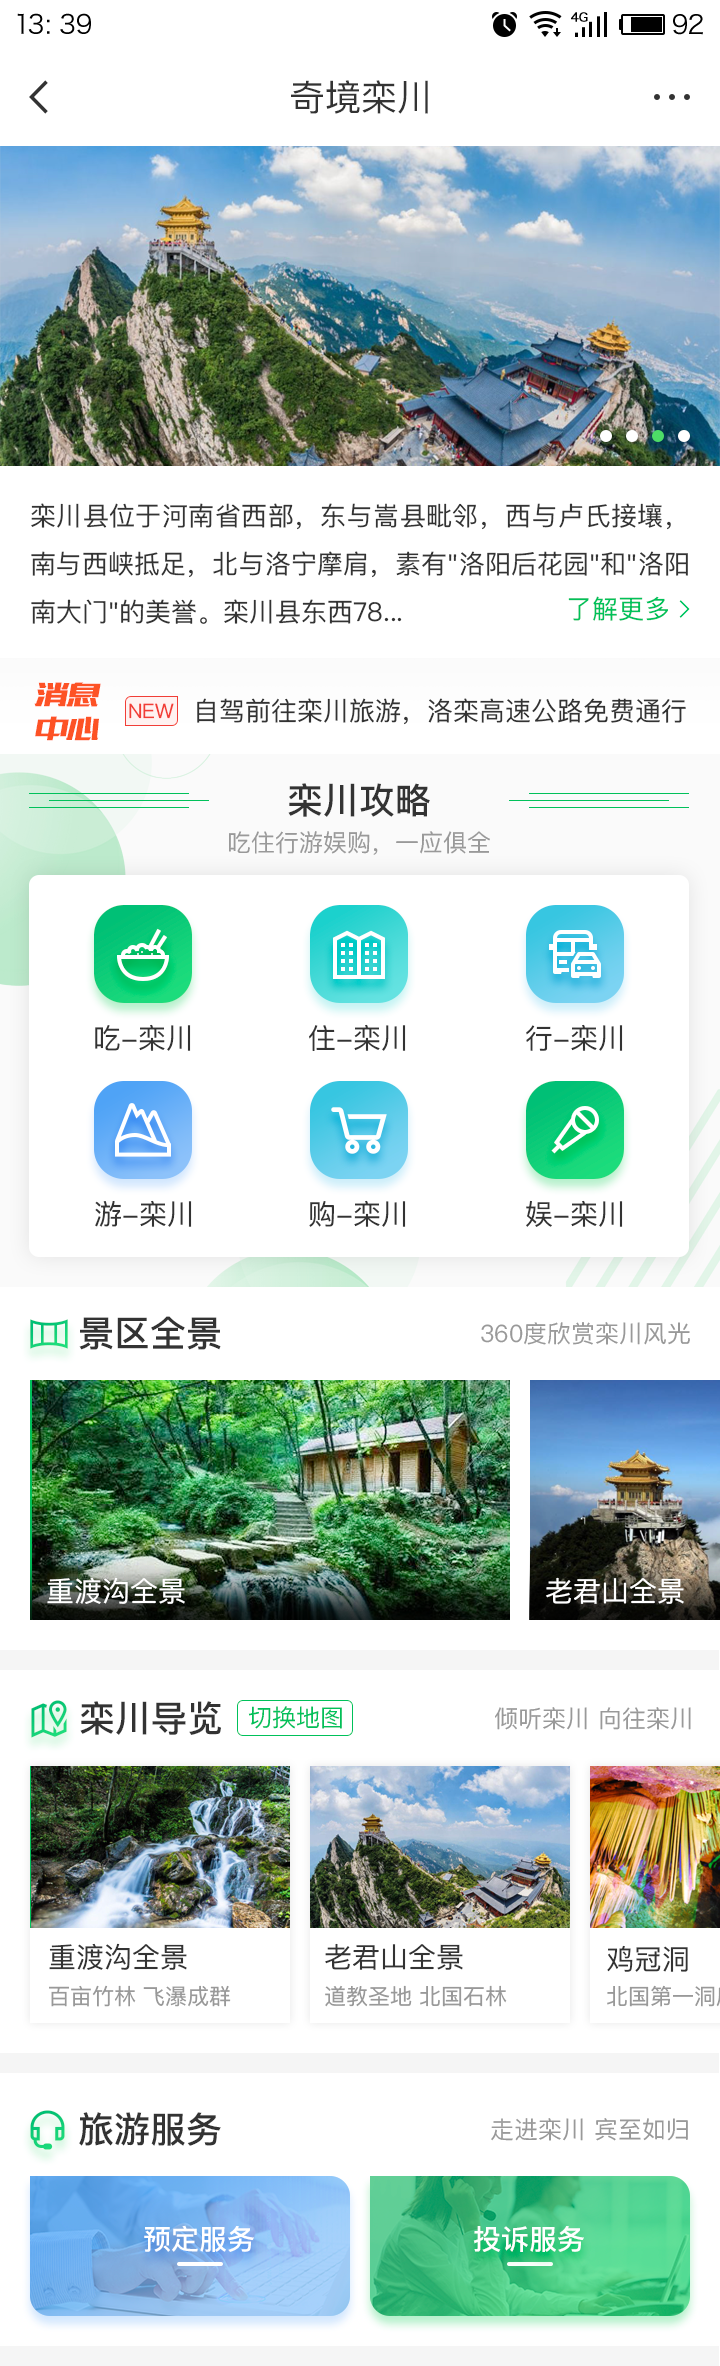 13: 39
4G
92
奇境栾川
栾川县位于河南省西部，东与嵩县毗邻，西与卢氏接壤，
南与西峡抵足，北与洛宁摩肩，素有"洛阳后花园"和"洛阳
南大门"的美誉。栾川县东西78...
了解更多
消息
中心
NEW
自驾前往栾川旅游，洛栾高速公路免费通行
栾川攻略
吃住行游娱购，一应俱全
吃-栾川
住-栾川
行-栾川
游-栾川
购-栾川
娱-栾川
景区全景
360度欣赏栾川风光
重渡沟全景
老君山全景
栾川导览
切换地图
倾听栾川 向往栾川
重渡沟全景
百亩竹林 飞瀑成群
老君山全景
道教圣地 北国石林
鸡冠洞
北国第一洞
旅游服务
走进栾川 宾至如归
预定服务
投诉服务